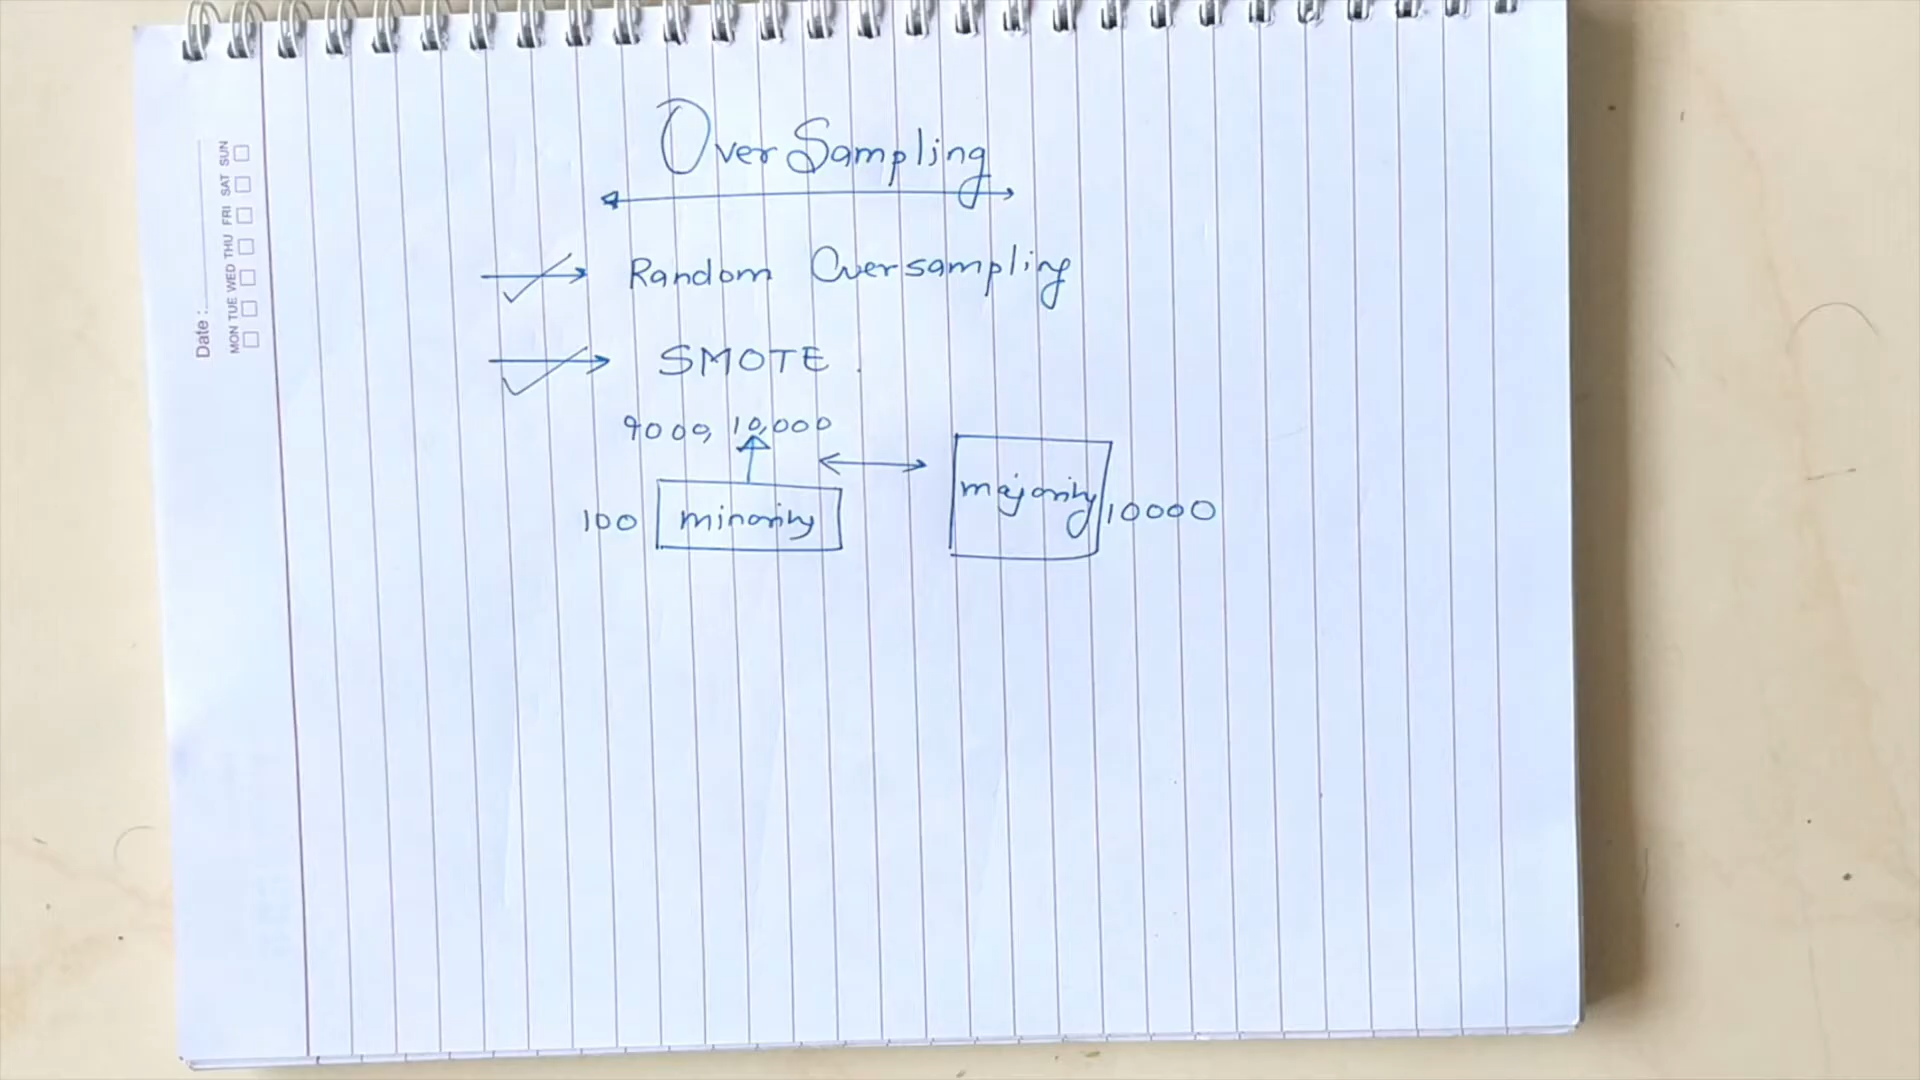 Over Sampling
Random Oversampling
SMOTE
9000, 10,000
100 minority
majority 10000
Date :
MON TUE WED THU FRI SAT SUN